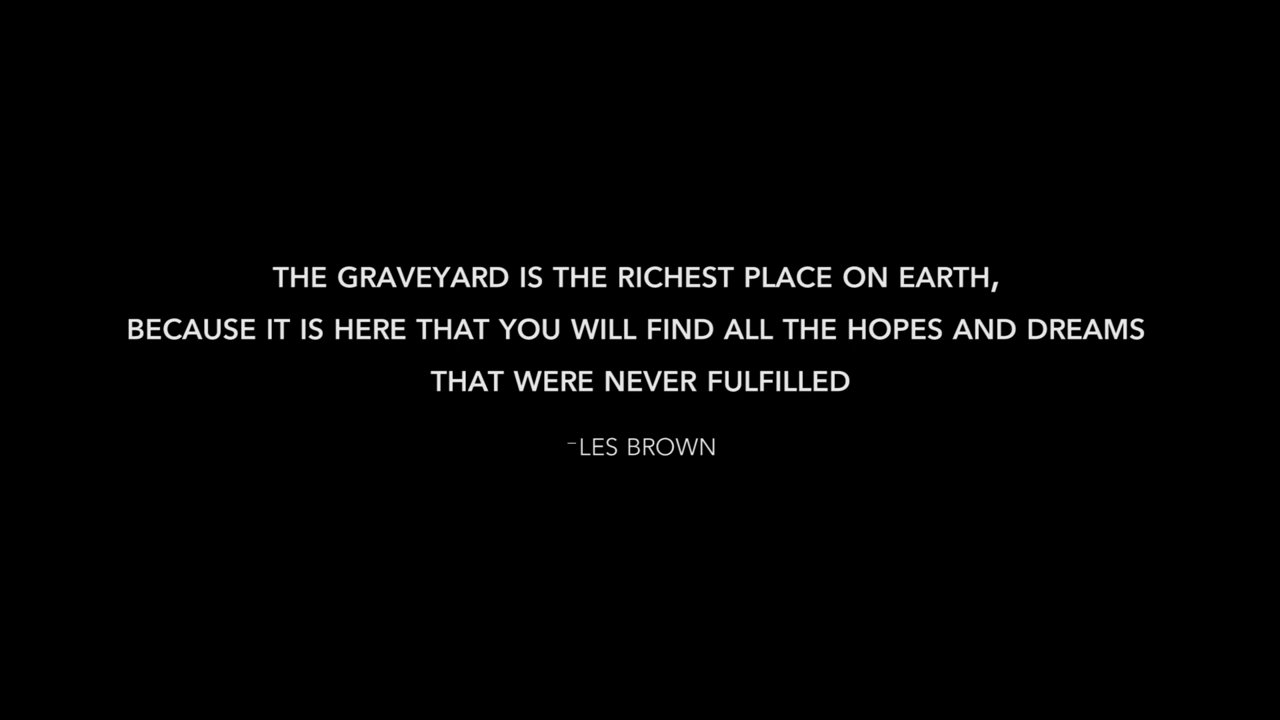 THE GRAVEYARD IS THE RICHEST PLACE ON EARTH,
BECAUSE IT IS HERE THAT YOU WILL FIND ALL THE HOPES AND DREAMS
THAT WERE NEVER FULFILLED
–LES BROWN